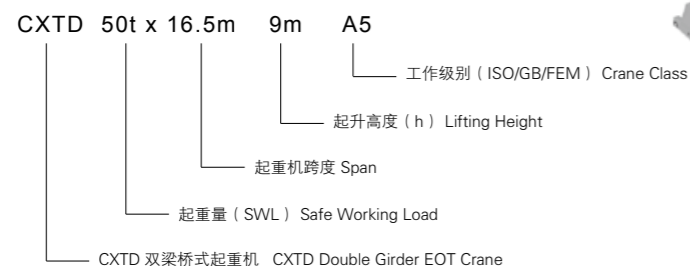 CXTD 50t x 16.5m 9m A5
工作级别（ISO/GB/FEM）Crane Class
起升高度（h）Lifting Height
起重机跨度 Span
起重量（SWL）Safe Working Load
CXTD 双梁桥式起重机 CXTD Double Girder EOT Crane